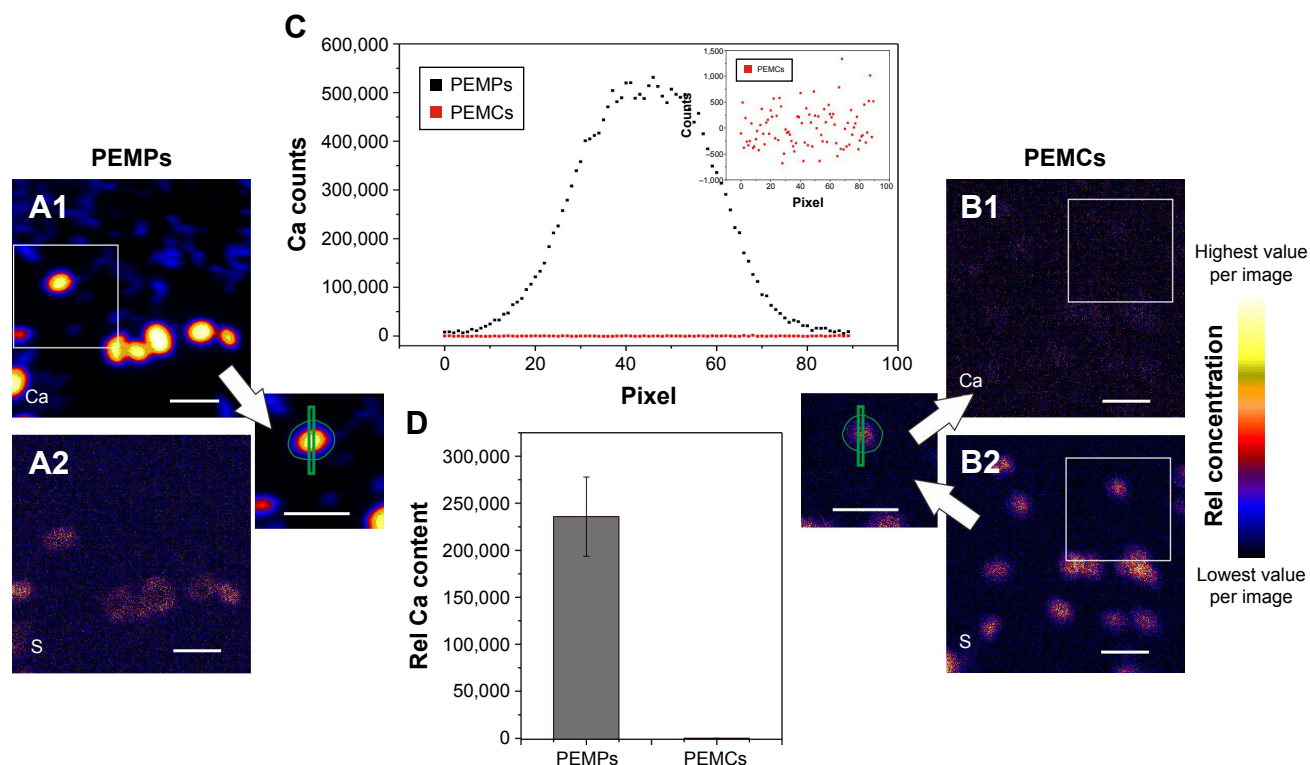 C
600,000
500,000
400,000
300,000
200,000
100,000
0
Ca counts
PEMPs
PEMCs
0
20
40
60
80
100
Pixel
1,500
1,000
500
0
–500
–1,000
Counts
PEMCs
0
20
40
60
80
100
Pixel
PEMPs
A1
Ca
A2
S
D
300,000
250,000
200,000
150,000
100,000
50,000
0
Rel Ca content
PEMPs
PEMCs
PEMCs
B1
Ca
B2
S
Highest value
per image
Rel concentration
Lowest value
per image